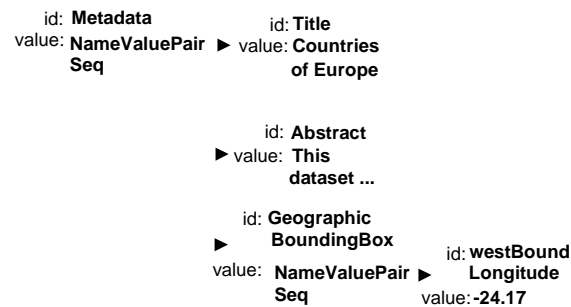 id: Metadata
value: NameValuePair
Seq
id: Title
value: Countries
of Europe
id: Abstract
value: This
dataset ...
id: Geographic
BoundingBox
value: NameValuePair
Seq
id: westBound
Longitude
value: -24.17